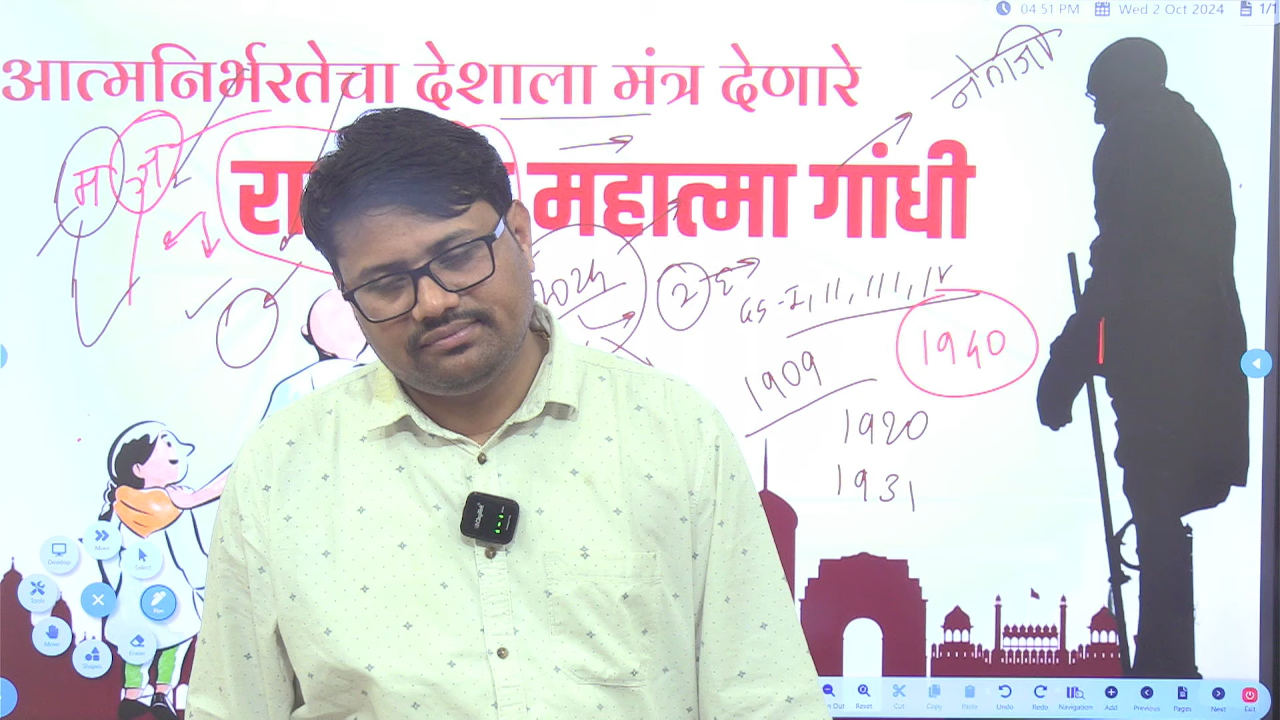 04:51 PM Wed 2 Oct 2024 1/1
आत्मनिर्भरतेचा देशाला मंत्र देणारे
नेताजी
महात्मा गांधी
2024
2
GS-I, II, III, IV
1909
1940
1920
1931
More
Desktop
Select
Tools
Pen
Move
Eraser
Shapes
Reset Cut Copy Paste Undo Redo Navigation Add Previous Pages Next Exit